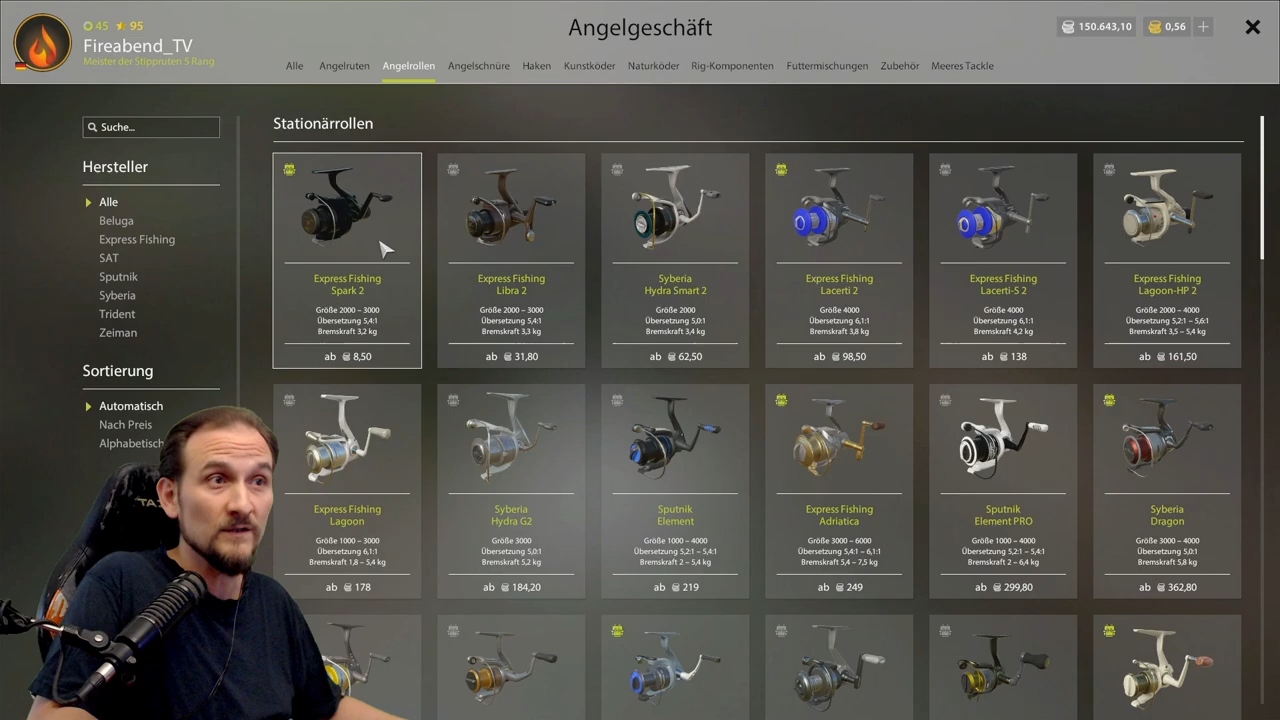 45 95
Fireabend_TV
Meister der Stippruten 5 Rang
Angelgeschäft
150.643,10
0,56
Alle
Angelruten
Angelrollen
Angelschnüre
Haken
Kunstköder
Naturköder
Rig-Komponenten
Futtermischungen
Zubehör
Meeres Tackle
Suche...
Hersteller
Alle
Beluga
Express Fishing
SAT
Sputnik
Syberia
Trident
Zeiman
Sortierung
Automatisch
Nach Preis
Alphabetisch
Stationärrollen
Express Fishing
Spark 2
Größe 2000 – 3000
Übersetzung 5,4:1
Bremskraft 3,2 kg
ab 8,50
Express Fishing
Libra 2
Größe 2000 – 3000
Übersetzung 5,4:1
Bremskraft 3,3 kg
ab 31,80
Syberia
Hydra Smart 2
Größe 2000
Übersetzung 5,0:1
Bremskraft 3,4 kg
ab 62,50
Express Fishing
Lacerti 2
Größe 4000
Übersetzung 6,1:1
Bremskraft 3,8 kg
ab 98,50
Express Fishing
Lacerti-S 2
Größe 4000
Übersetzung 6,1:1
Bremskraft 4,2 kg
ab 138
Express Fishing
Lagoon-HP 2
Größe 2000 – 4000
Übersetzung 5,2:1 – 5,6:1
Bremskraft 3,5 – 5,4 kg
ab 161,50
Express Fishing
Lagoon
Größe 1000 – 3000
Übersetzung 6,1:1
Bremskraft 1,8 – 5,4 kg
ab 178
Syberia
Hydra G2
Größe 3000
Übersetzung 5,0:1
Bremskraft 5,2 kg
ab 184,20
Sputnik
Element
Größe 1000 – 4000
Übersetzung 5,2:1 – 5,4:1
Bremskraft 2 – 5,4 kg
ab 219
Express Fishing
Adriatica
Größe 3000 – 6000
Übersetzung 5,4:1 – 6,1:1
Bremskraft 5,4 – 7,5 kg
ab 249
Sputnik
Element PRO
Größe 1000 – 4000
Übersetzung 5,2:1 – 5,4:1
Bremskraft 2 – 6,4 kg
ab 299,80
Syberia
Dragon
Größe 3000 – 4000
Übersetzung 5,0:1
Bremskraft 5,8 kg
ab 362,80